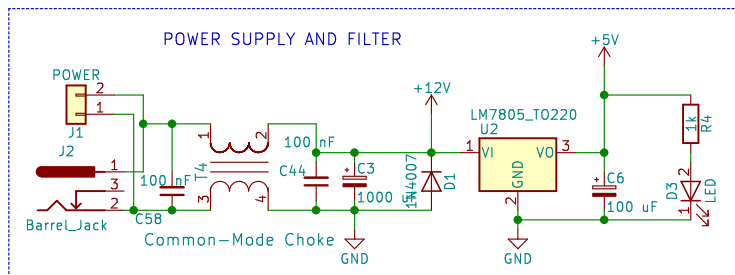 POWER SUPPLY AND FILTER
+5V
POWER
2
1
J1
+12V
LM7805_TO220
U2
1
2
100 nF
T4
C44
C3
1000
1N4007
D1
1
VI
VO
3
GND
2
1k
R4
J2
1
3
2
Barrel_Jack
100 nF
C58
3
4
Common-Mode Choke
C6
100 uF
2
D3
LED
1
GND
GND